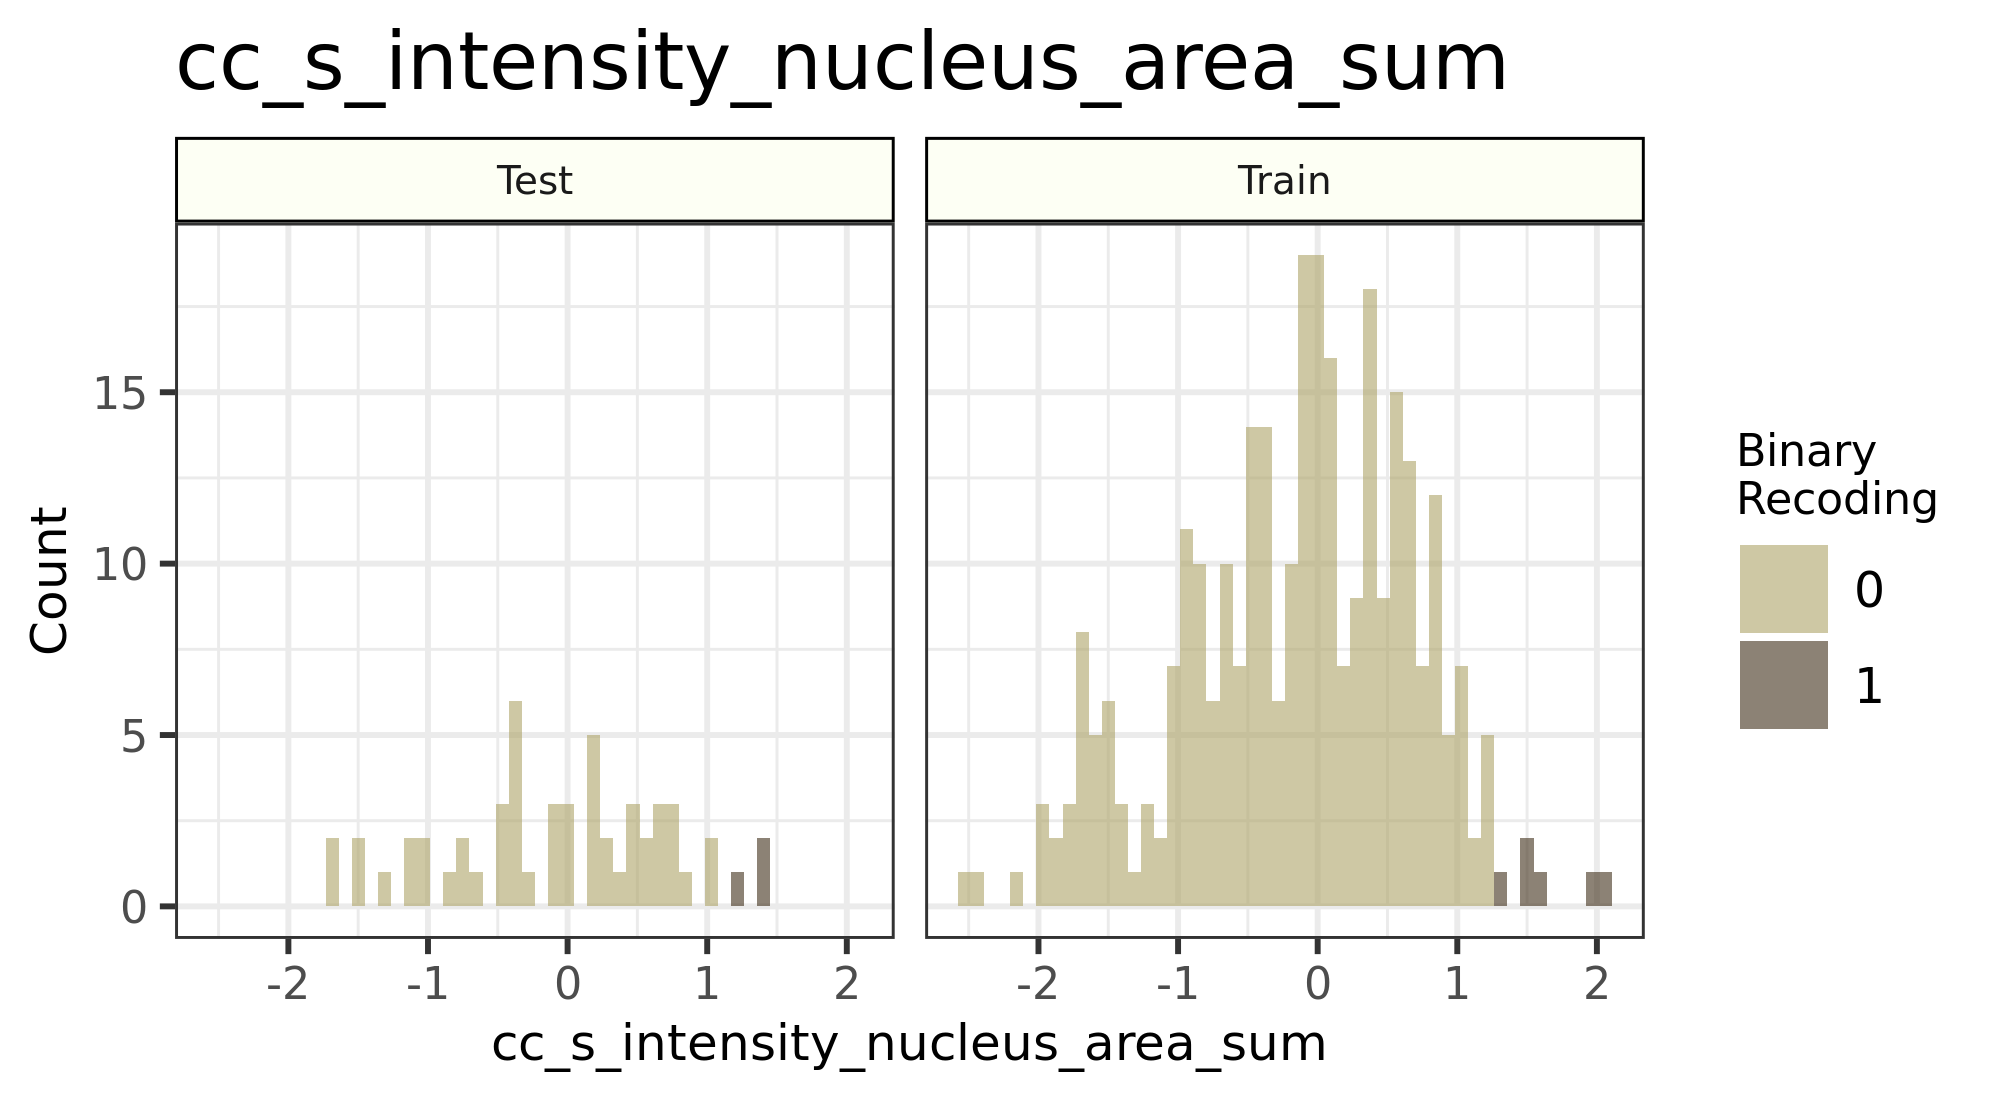 cc_s_intensity_nucleus_area_sum
Test
Train
15
10
5
0
Count
-2
-1
0
1
2
-2
-1
0
1
2
cc_s_intensity_nucleus_area_sum
Binary
Recoding
0
1